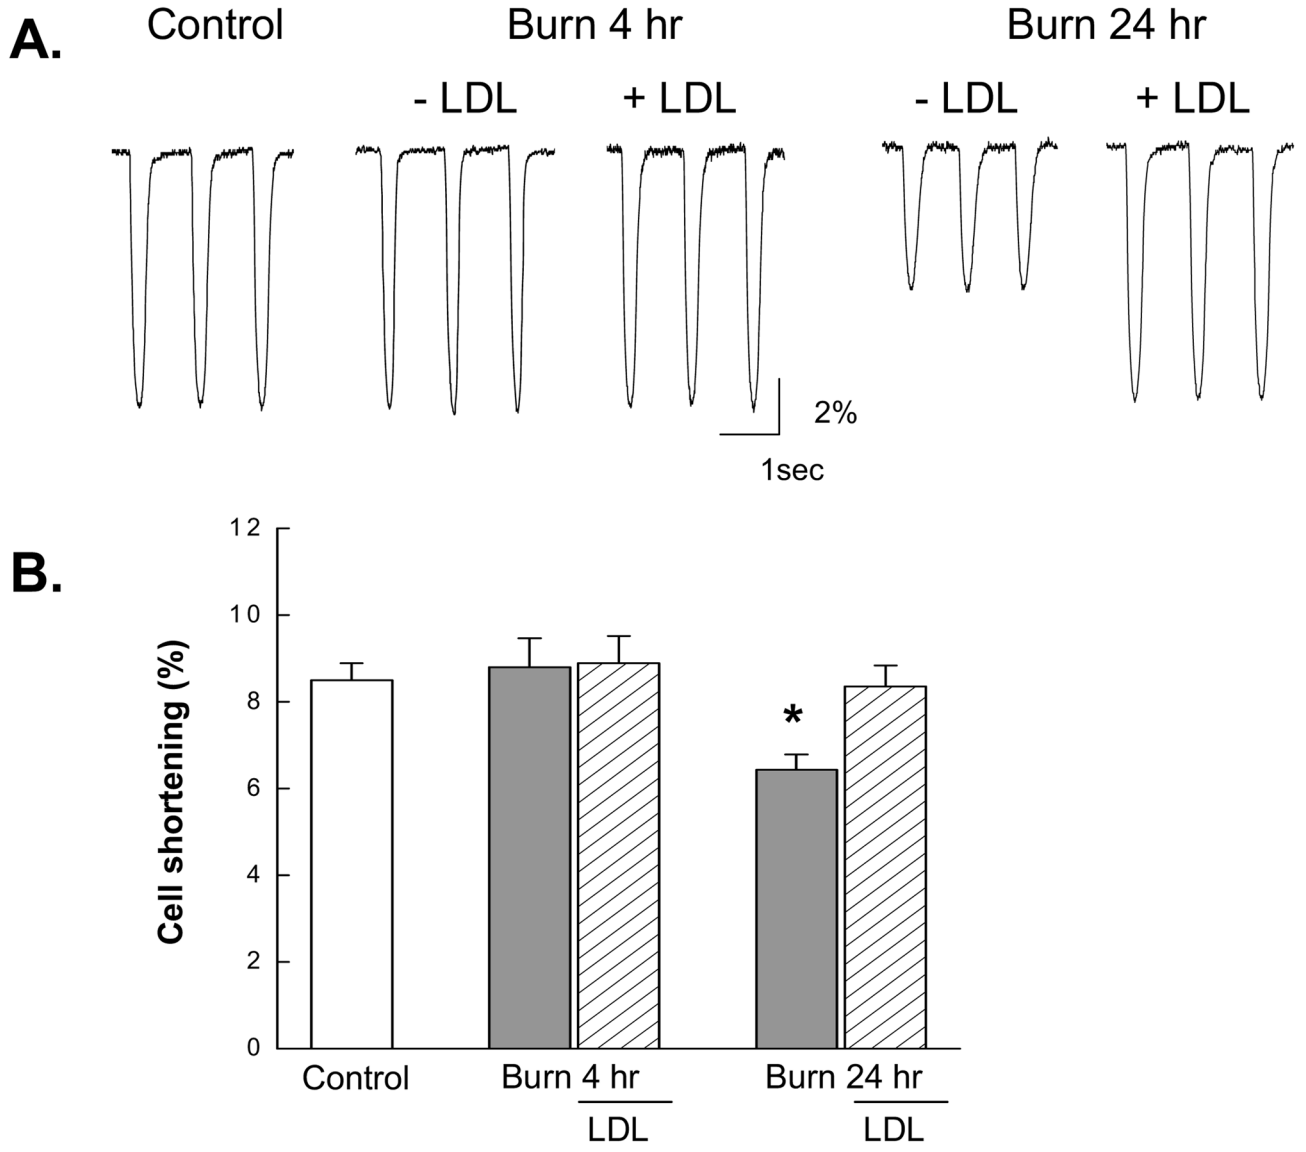 A.
Control Burn 4 hr Burn 24 hr
- LDL + LDL - LDL + LDL
2%
1sec
B.
Cell shortening (%)
12
10
8
6
4
2
0
*
Control Burn 4 hr Burn 24 hr
LDL LDL